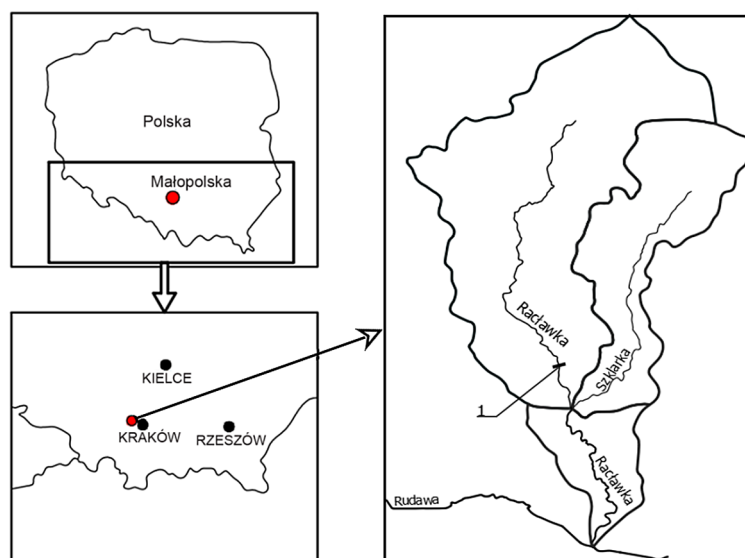 Polska
Małopolska
KIELCE
KRAKÓW
RZESZÓW
Racławka
Szklarka
1
Racławka
Rudawa